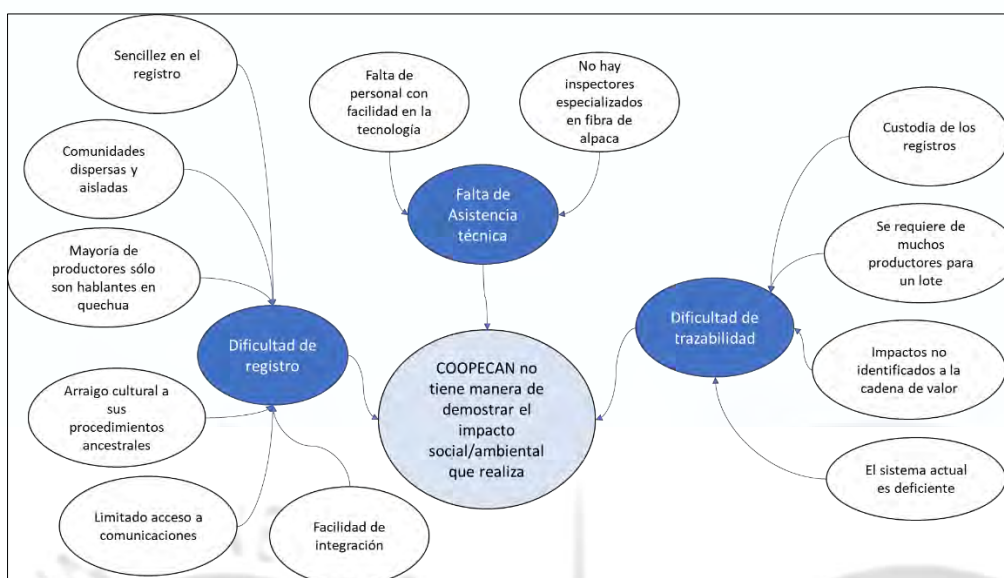 Sencillez en el
registro
Comunidades
dispersas y
aisladas
Mayoría de
productores sólo
son hablantes en
quechua
Arraigo cultural a
sus
procedimientos
ancestrales
Limitado acceso a
comunicaciones
Facilidad de
integración
Dificultad de
registro
Falta de
personal con
facilidad en la
tecnología
No hay
inspectores
especializados
en fibra de
alpaca
Falta de
Asistencia
técnica
COOPECAN no
tiene manera de
demostrar el
impacto
social/ambiental
que realiza
Dificultad de
trazabilidad
Custodia de los
registros
Se requiere de
muchos
productores para
un lote
Impactos no
identificados a la
cadena de valor
El sistema actual
es deficiente